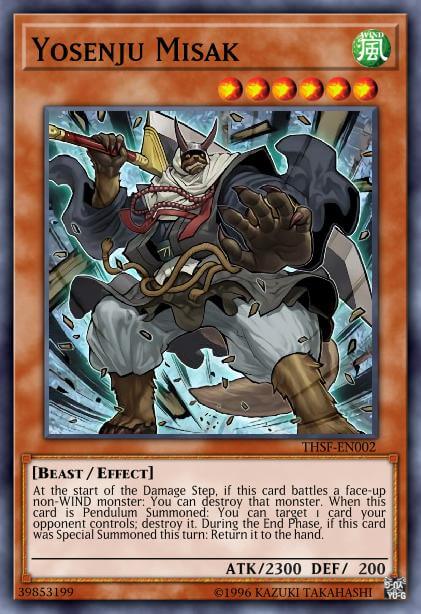 Yosenju Misak
WIND
風
THSF-EN002
[Beast / Effect]
At the start of the Damage Step, if this card battles a face-up
non-WIND monster: You can destroy that monster. When this
card is Pendulum Summoned: You can target 1 card your
opponent controls; destroy it. During the End Phase, if this card
was Special Summoned this turn: Return it to the hand.
ATK/2300 DEF/ 200
39853199
©1996 KAZUKI TAKAHASHI